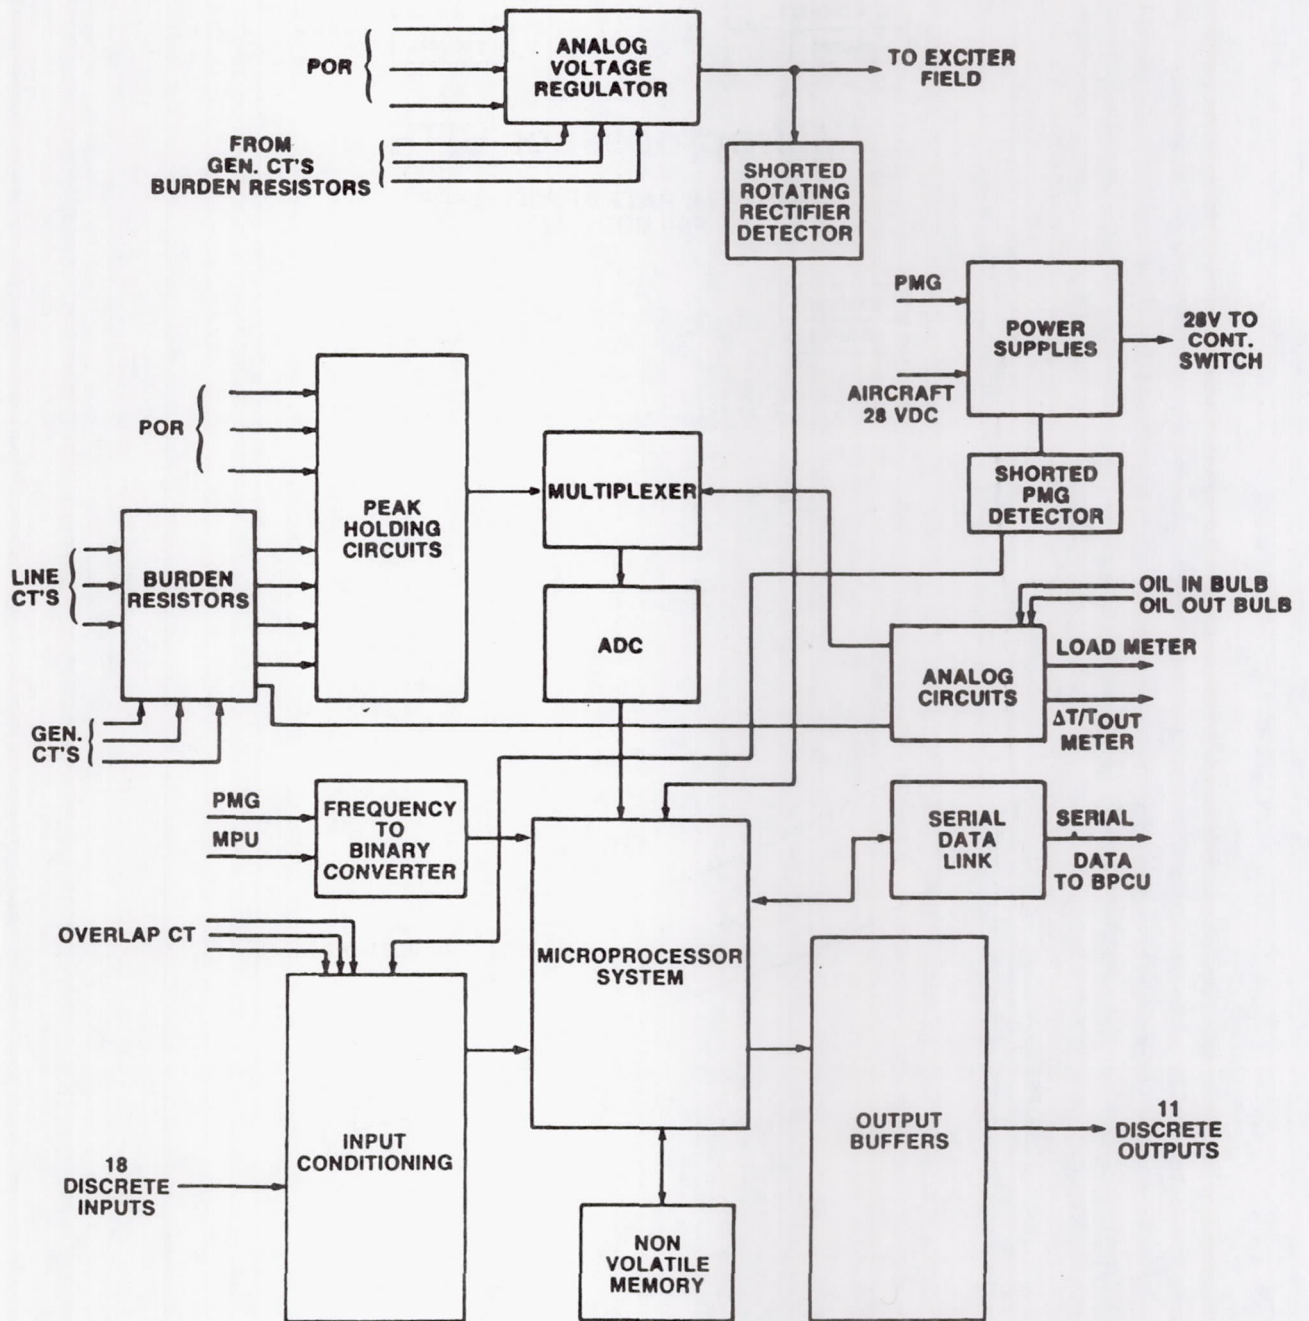 POR
ANALOG
VOLTAGE
REGULATOR
TO EXCITER
FIELD
FROM
GEN. CT'S
BURDEN RESISTORS
SHORTED
ROTATING
RECTIFIER
DETECTOR
PMG
AIRCRAFT
28 VDC
POWER
SUPPLIES
28V TO
CONT.
SWITCH
SHORTED
PMG
DETECTOR
POR
PEAK
HOLDING
CIRCUITS
MULTIPLEXER
LINE
CT'S
BURDEN
RESISTORS
GEN.
CT'S
ADC
OIL IN BULB
OIL OUT BULB
ANALOG
CIRCUITS
LOAD METER
ΔT/TOUT
METER
PMG
MPU
FREQUENCY
TO
BINARY
CONVERTER
SERIAL
DATA
LINK
SERIAL
DATA
TO BPCU
OVERLAP CT
MICROPROCESSOR
SYSTEM
18
DISCRETE
INPUTS
INPUT
CONDITIONING
OUTPUT
BUFFERS
11
DISCRETE
OUTPUTS
NON
VOLATILE
MEMORY